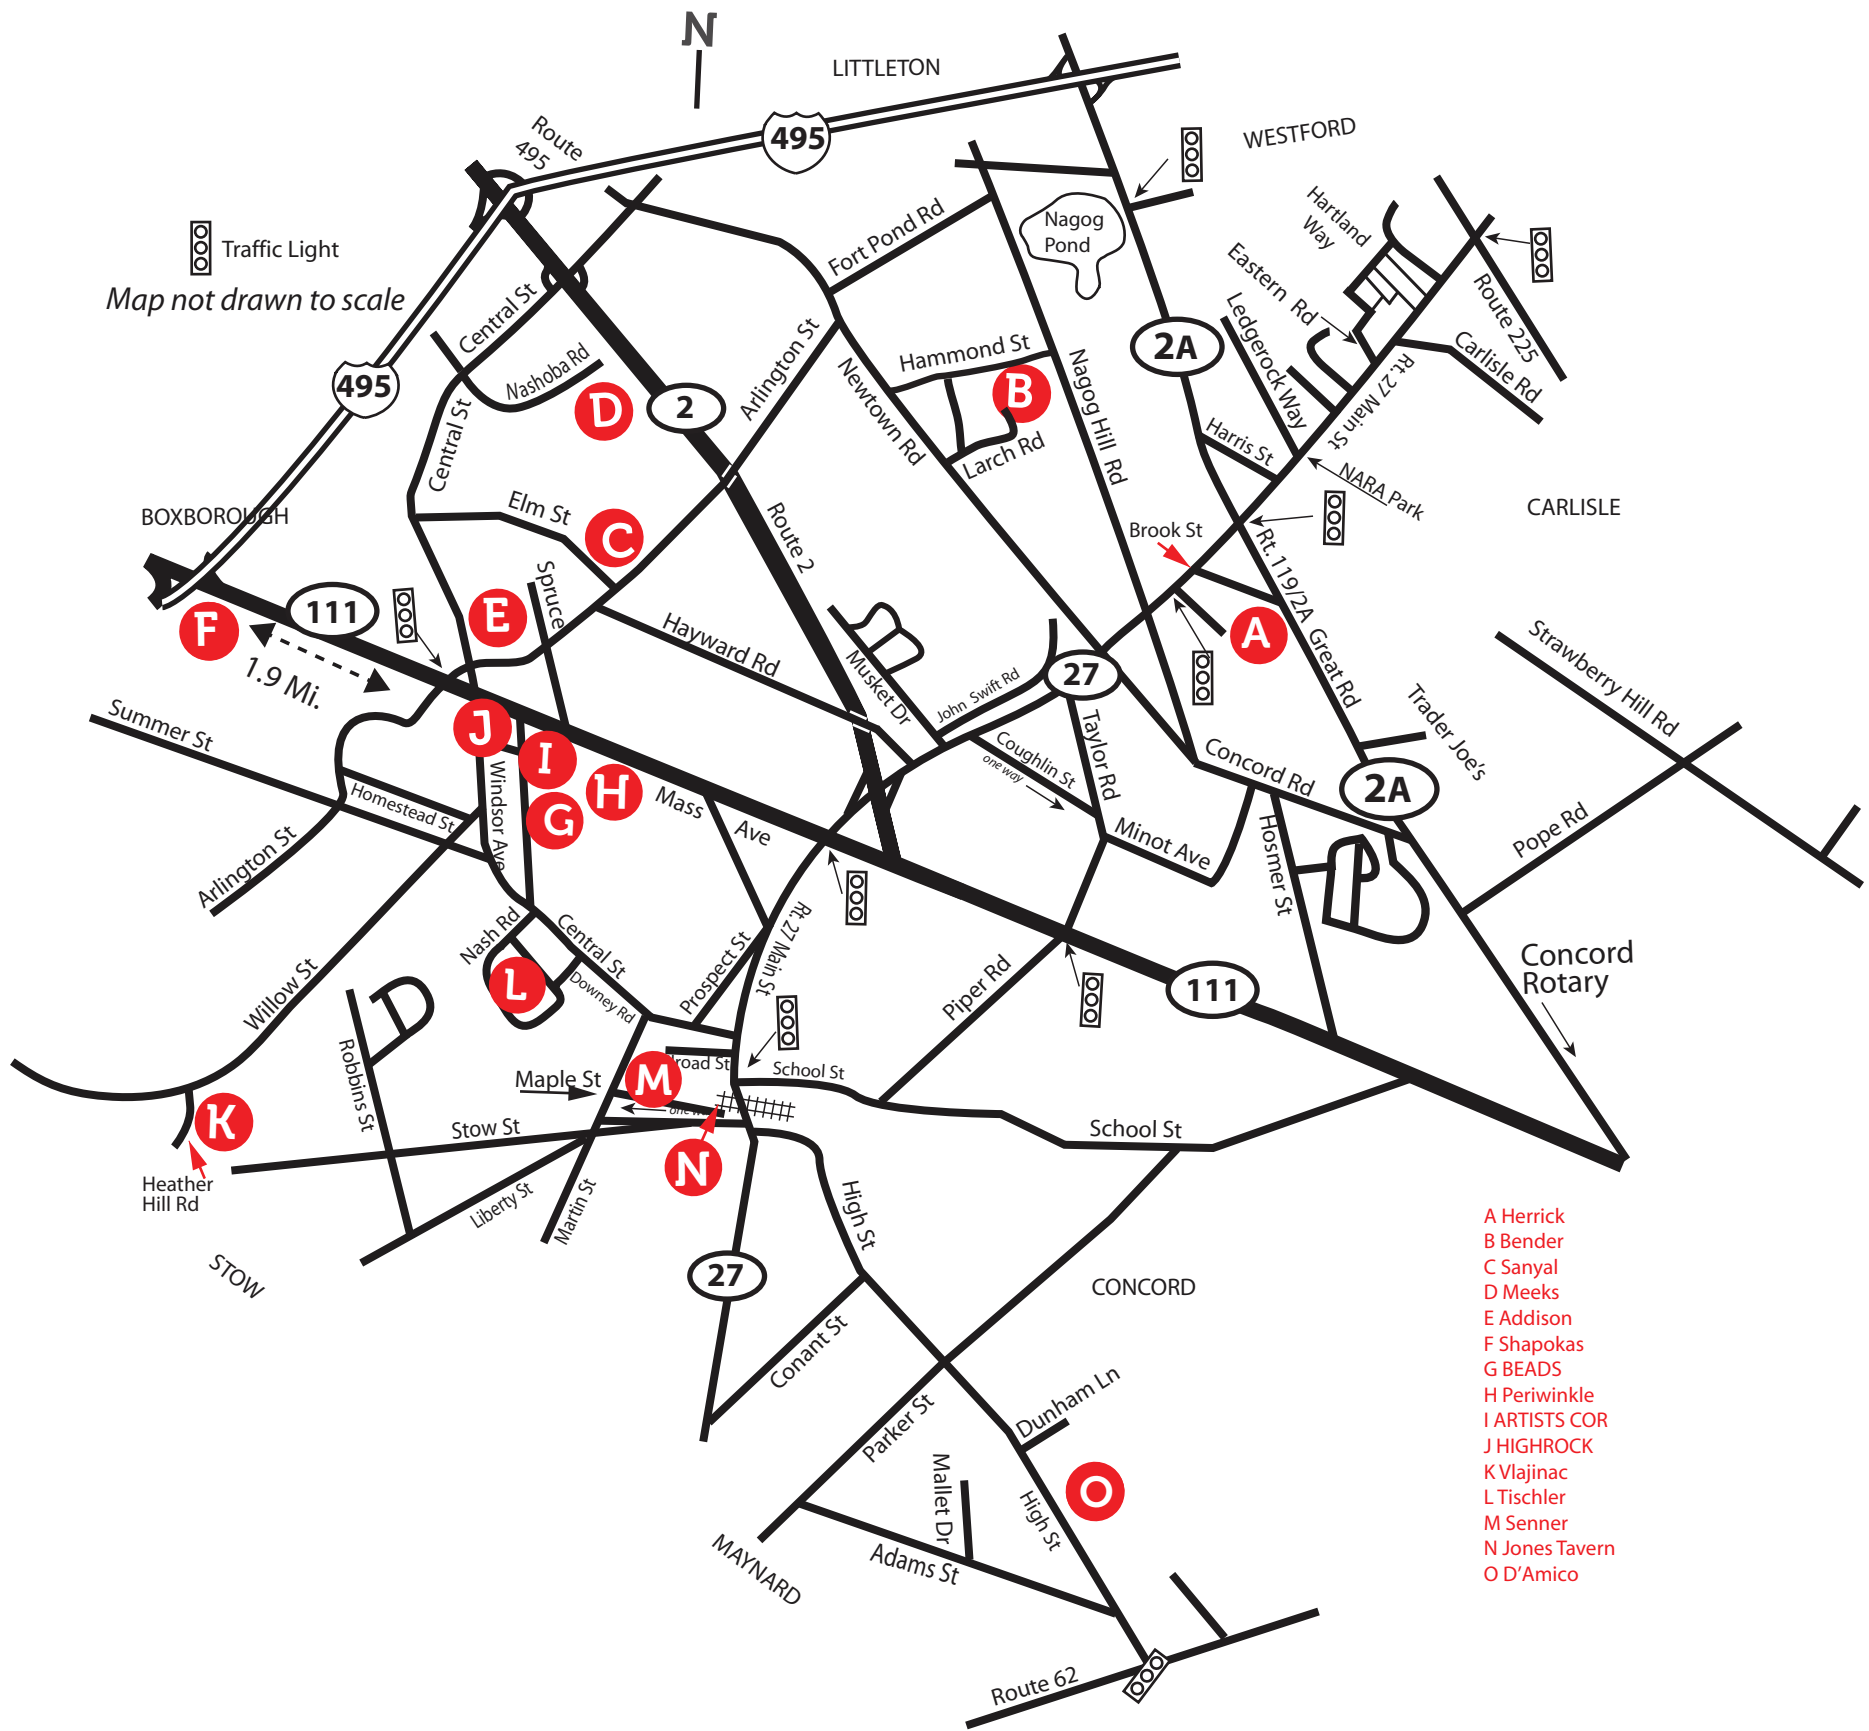 N
LITTLETON
Route
495
495
WESTFORD
Traffic Light
Map not drawn to scale
Nagog
Pond
Hartland
Way
Fort Pond Rd
Eastern Rd
Ledgerock Way
Route 225
Central St
Nashoba Rd
Arlington St
Hammond St
2A
Carlisle Rd
495
D
2
B
Newtown Rd
Nagog Hill Rd
Rt. 27 Main St
Central St
Larch Rd
Harris St
NARA Park
CARLISLE
BOXBOROUGH
Elm St
C
Route 2
Brook St
Rt. 119/2A Great Rd
Spruce
111
F
E
A
1.9 Mi.
Hayward Rd
Musket Dr
John Swift Rd
27
Strawberry Hill Rd
Summer St
J
I
H
G
Windsor Ave
Mass
Ave
Coughlin St
one way
Taylor Rd
Concord Rd
Trader Joe's
2A
Homestead St
Arlington St
Minot Ave
Hosmer St
Pope Rd
Nash Rd
Central St
Prospect St
Rt. 27 Main St
L
Downey Rd
Willow St
Piper Rd
111
Concord
Rotary
Robbins St
road St
School St
Maple St
M
K
Stow St
School St
N
Heather
Hill Rd
Liberty St
Martin St
High St
STOW
27
CONCORD
Conant St
Dunham Ln
Parker St
Mallet Dr
High St
O
MAYNARD
Adams St
Route 62
A Herrick
B Bender
C Sanyal
D Meeks
E Addison
F Shapokas
G BEADS
H Periwinkle
I ARTISTS COR
J HIGHROCK
K Vlajinac
L Tischler
M Senner
N Jones Tavern
O D'Amico